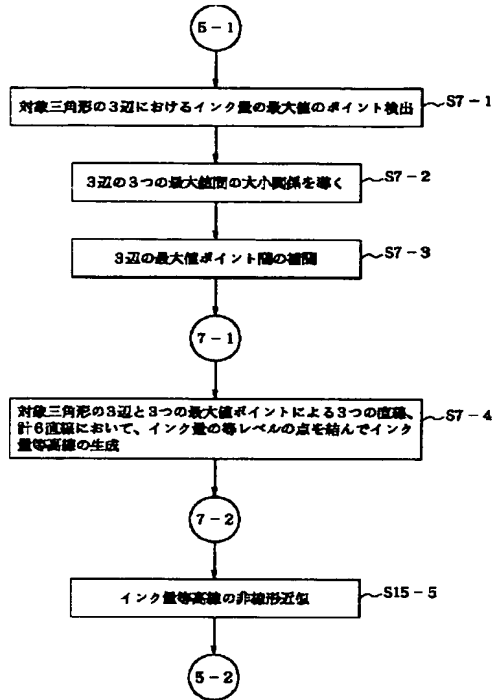 5-1
対象三角形の3辺におけるインク量の最大値のポイント検出
S7-1
3辺の3つの最大値間の大小関係を導く
S7-2
3辺の最大値ポイント間の補間
S7-3
7-1
対象三角形の3辺と3つの最大値ポイントによる3つの直線、
計6直線において、インク量の等レベルの点を結んでインク
量等高線の生成
S7-4
7-2
インク量等高線の非線形近似
S15-5
5-2